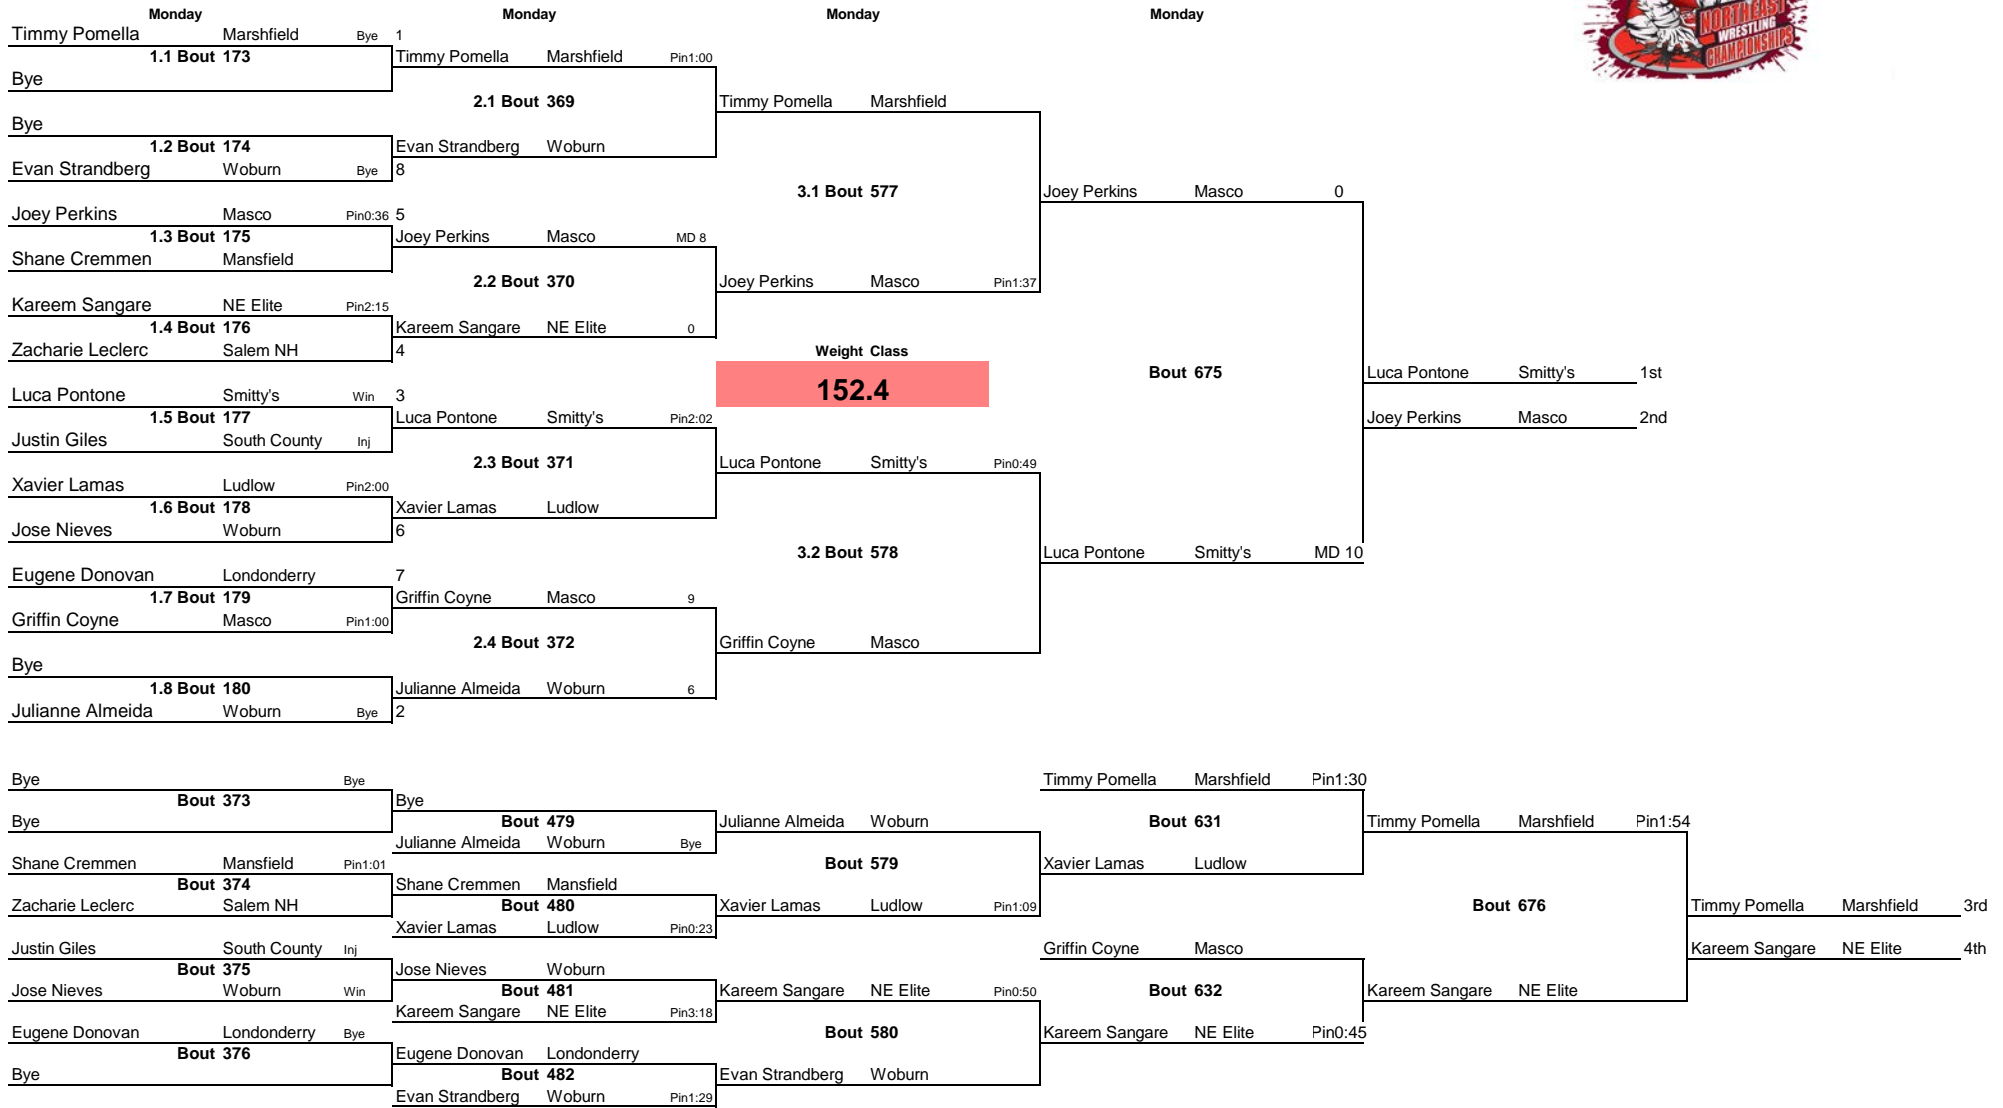 Monday Monday Monday Monday
NORTHEAST
WRESTLING
CHAMPIONSHIPS
Timmy Pomella Marshfield Bye 1
1.1 Bout 173 Timmy Pomella Marshfield Pin1:00
Bye
2.1 Bout 369 Timmy Pomella Marshfield
Bye
1.2 Bout 174 Evan Strandberg Woburn
Evan Strandberg Woburn Bye 8
3.1 Bout 577 Joey Perkins Masco 0
Joey Perkins Masco Pin0:36 5
1.3 Bout 175 Joey Perkins Masco MD 8
Shane Cremmen Mansfield
2.2 Bout 370 Joey Perkins Masco Pin1:37
Kareem Sangare NE Elite Pin2:15
1.4 Bout 176 Kareem Sangare NE Elite 0
Zacharie Leclerc Salem NH 4 Weight Class
Bout 675 Luca Pontone Smitty's 1st
152.4
Luca Pontone Smitty's Win 3
1.5 Bout 177 Luca Pontone Smitty's Pin2:02 Joey Perkins Masco 2nd
Justin Giles South County Inj
2.3 Bout 371 Luca Pontone Smitty's Pin0:49
Xavier Lamas Ludlow Pin2:00
1.6 Bout 178 Xavier Lamas Ludlow
Jose Nieves Woburn 6
3.2 Bout 578 Luca Pontone Smitty's MD 10
Eugene Donovan Londonderry 7
1.7 Bout 179 Griffin Coyne Masco 9
Griffin Coyne Masco Pin1:00
2.4 Bout 372 Griffin Coyne Masco
Bye
1.8 Bout 180 Julianne Almeida Woburn 6
Julianne Almeida Woburn Bye 2
Bye Bye Timmy Pomella Marshfield Pin1:30
Bout 373 Bye
Bye Bout 479 Julianne Almeida Woburn Bout 631 Timmy Pomella Marshfield Pin1:54
Julianne Almeida Woburn Bye
Shane Cremmen Mansfield Pin1:01 Bout 579 Xavier Lamas Ludlow
Bout 374 Shane Cremmen Mansfield
Zacharie Leclerc Salem NH Bout 480 Xavier Lamas Ludlow Pin1:09 Bout 676 Timmy Pomella Marshfield 3rd
Xavier Lamas Ludlow Pin0:23
Justin Giles South County Inj Griffin Coyne Masco Kareem Sangare NE Elite 4th
Bout 375 Jose Nieves Woburn
Jose Nieves Woburn Win Bout 481 Kareem Sangare NE Elite Pin0:50 Bout 632 Kareem Sangare NE Elite
Kareem Sangare NE Elite Pin3:18
Eugene Donovan Londonderry Bye Bout 580 Kareem Sangare NE Elite Pin0:45
Bout 376 Eugene Donovan Londonderry
Bye Bout 482 Evan Strandberg Woburn
Evan Strandberg Woburn Pin1:29